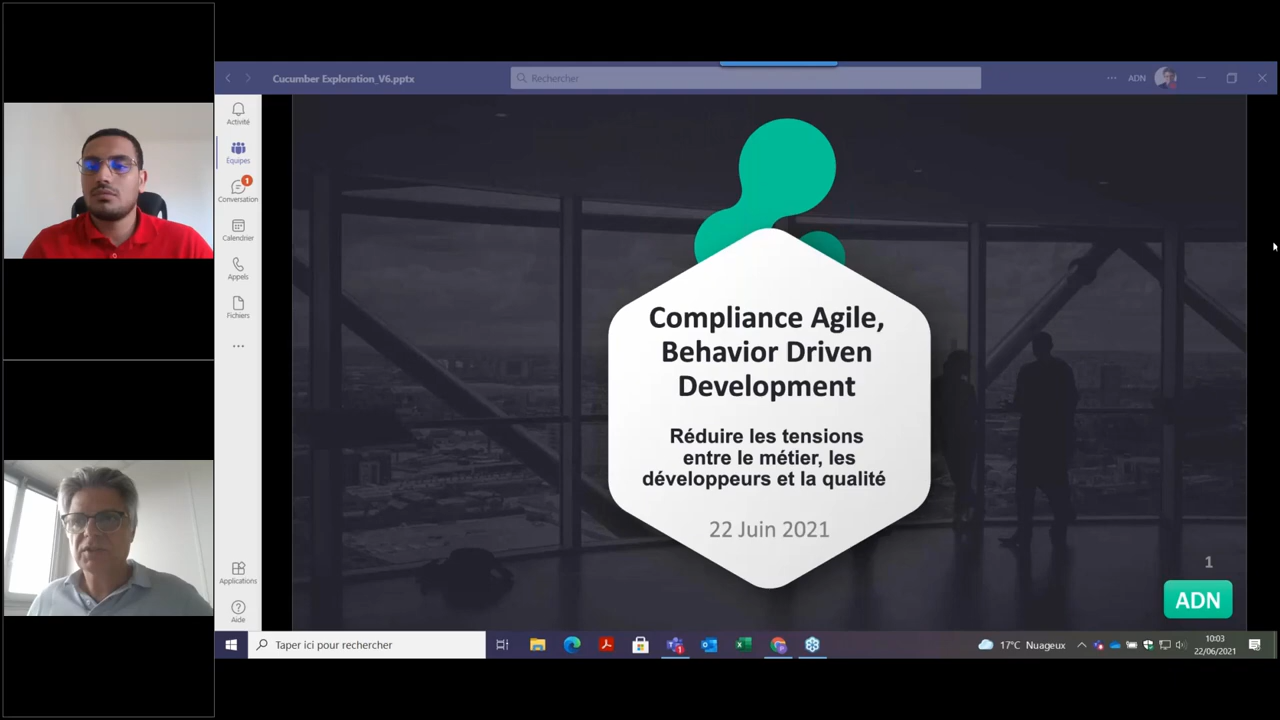 Cucumber Exploration_V6.pptx
Rechercher
ADN
Activité
Équipes
1
Conversation
Calendrier
Appels
Fichiers
Applications
Aide
Compliance Agile,
Behavior Driven
Development
Réduire les tensions
entre le métier, les
développeurs et la qualité
22 Juin 2021
1
ADN
Taper ici pour rechercher
17°C Nuageux
10:03
22/06/2021